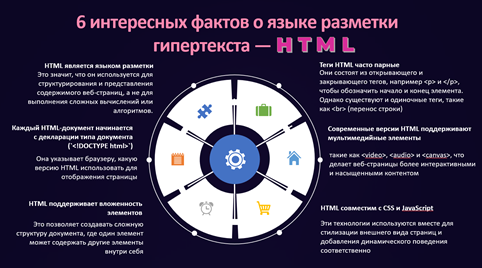 6 интересных фактов о языке разметки
гипертекста — HTML
HTML является языком разметки
Это значит, что он используется для
структурирования и представления
содержимого веб-страниц, а не для
выполнения сложных вычислений или
алгоритмов.
Каждый HTML-документ начинается
с декларации типа документа
(`<!DOCTYPE html>`)
Она указывает браузеру, какую
версию HTML использовать для
отображения страницы
HTML поддерживает вложенность
элементов
Это позволяет создавать сложную
структуру документа, где один элемент
может содержать другие элементы
внутри себя
Теги HTML часто парные
Они состоят из открывающего и
закрывающего тегов, например <p> и </p>,
чтобы обозначить начало и конец элемента.
Однако существуют и одиночные теги, такие
как <br> (перенос строки)
Современные версии HTML поддерживают
мультимедийные элементы
такие как <video>, <audio> и <canvas>, что
делает веб-страницы более интерактивными
и насыщенными контентом
HTML совместим с CSS и JavaScript
Эти технологии используются вместе для
стилизации внешнего вида страниц и
добавления динамического поведения
соответственно